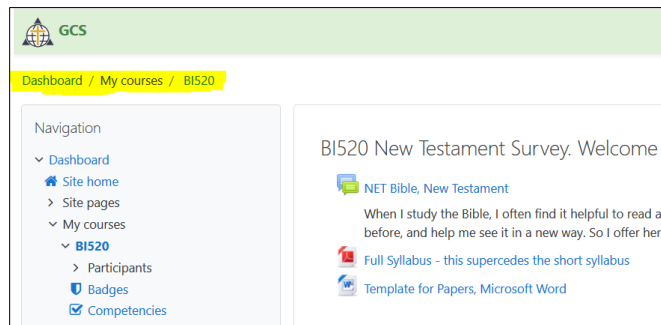 GCS
Dashboard / My courses / BI520
Navigation
Dashboard
Site home
Site pages
My courses
BI520
Participants
Badges
Competencies
BI520 New Testament Survey. Welcome
NET Bible, New Testament
When I study the Bible, I often find it helpful to read a
before, and help me see it in a new way. So I offer her
Full Syllabus - this supercedes the short syllabus
Template for Papers, Microsoft Word